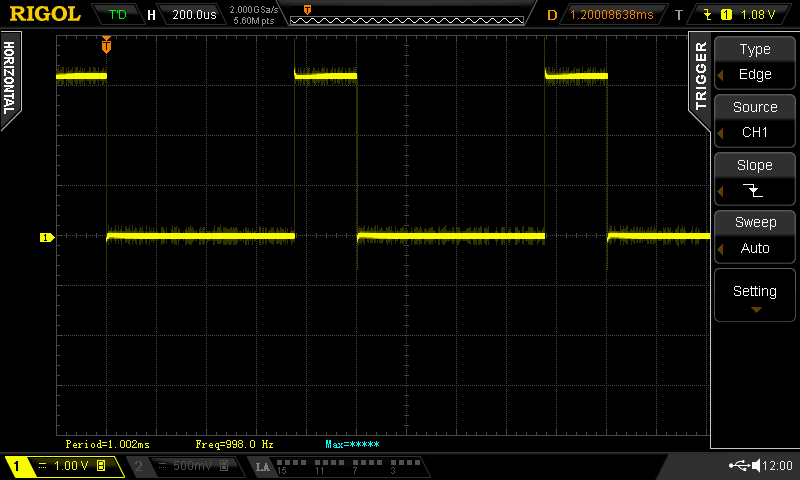 RIGOL T'D H 200.0us 2.000GSa/s D 1.20008638ms T 1 1.08 V
5.60M pts
T
HORIZONTAL
T
TRIGGER
Type
Edge
Source
CH1
Slope
Sweep
Auto
Setting
1
Period=1.002ms Freq=998.0 Hz Max=*****
1 1.00 V B 2 500mV B LA 15 11 7 3 12:00